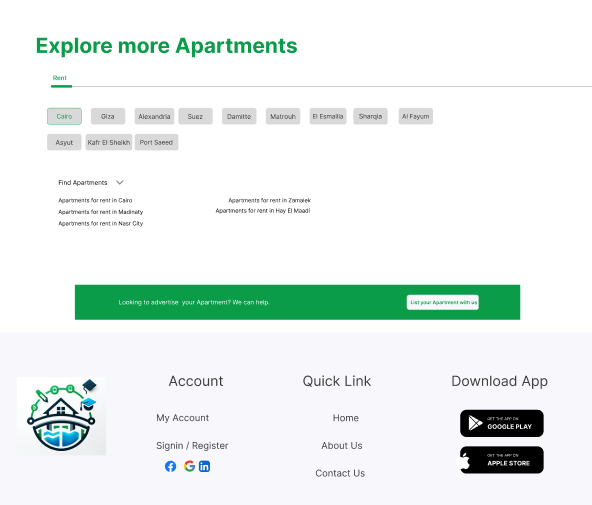 Explore more Apartments
Rent
Cairo Giza Alexandria Suez Damitte Matrouh El Esmailia Sharqia Al Fayum
Asyut Kafr El Sheikh Port Saeed
Find Apartments
Apartments for rent in Cairo Apartments for rent in Zamalek
Apartments for rent in Madinaty Apartments for rent in Hay El Maadi
Apartments for rent in Nasr City
Looking to advertise your Apartment? We can help. List your Apartment with us
Account Quick Link Download App
My Account Home GET THE APP ON
GOOGLE PLAY
Signin / Register About Us GET THE APP ON
APPLE STORE
Contact Us